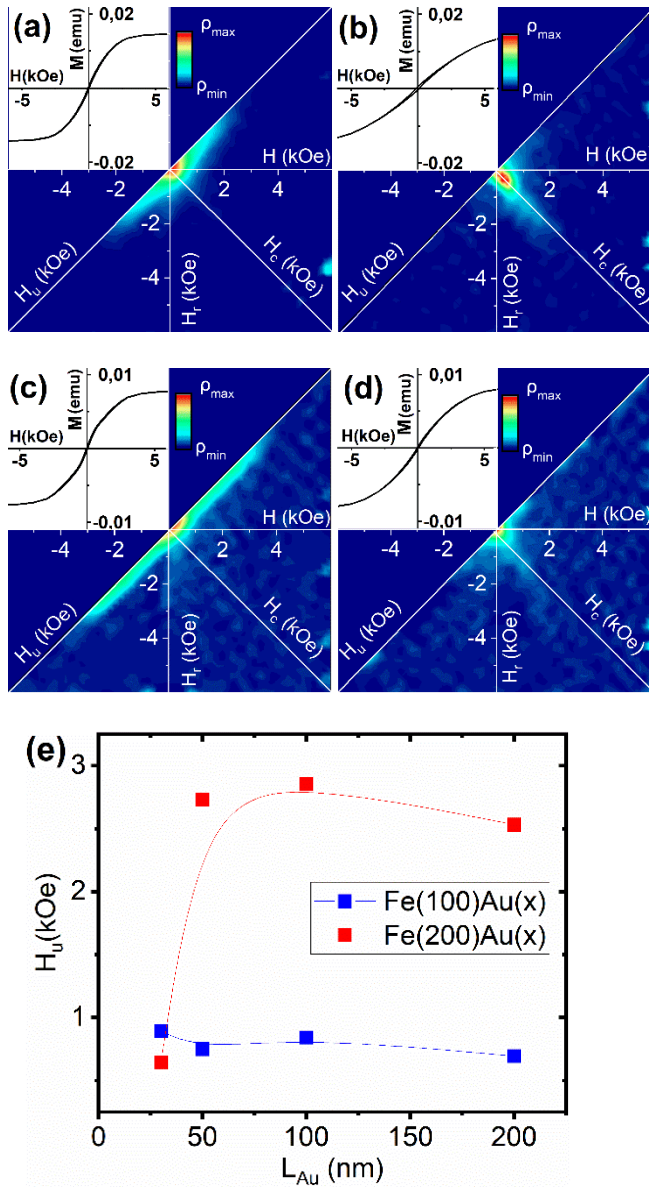 (a)
0,02
M (emu)
H(kOe)
-5
5
-0.02
ρmax
ρmin
H (kOe)
-4
-2
2
4
-2
-4
Hu (kOe)
Hr (kOe)
Hc (kOe)
(b)
0,02
M (emu)
H(kOe)
-5
5
-0.02
ρmax
ρmin
H (kOe)
-4
-2
2
4
-2
-4
Hu (kOe)
Hr (kOe)
Hc (kOe)
(c)
0,01
M(emu)
H(kOe)
-5
5
-0.01
ρmax
ρmin
H (kOe)
-4
-2
2
4
-2
-4
Hu (kOe)
Hr (kOe)
Hc (kOe)
(d)
0,01
M(emu)
H(kOe)
-5
5
-0.01
ρmax
ρmin
H (kOe)
-4
-2
2
4
-2
-4
Hu (kOe)
Hr (kOe)
Hc (kOe)
(e)
3
2
1
Hu(kOe)
Fe(100)Au(x)
Fe(200)Au(x)
0
50
100
150
200
LAu (nm)